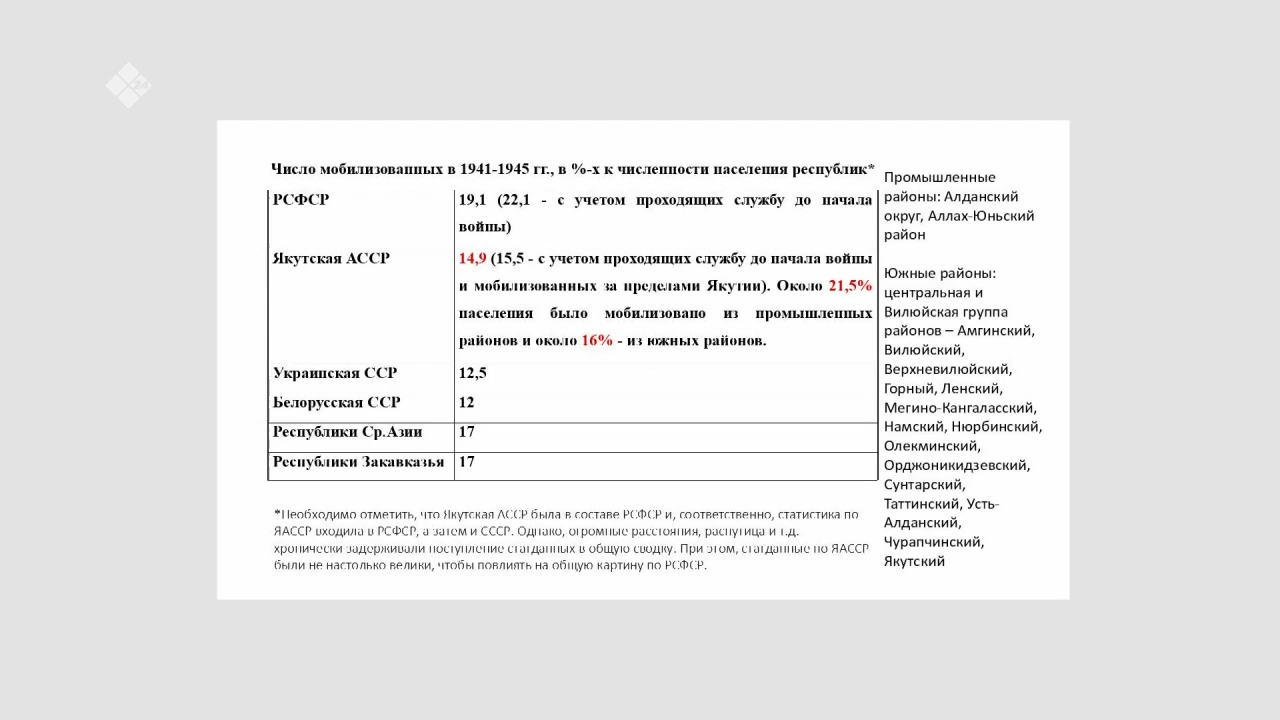 24
Число мобилизованных в 1941-1945 гг., в %-х к численности населения республик*
РСФСР
19,1 (22,1 - с учетом проходящих службу до начала
войны)
Якутская АССР
14,9 (15,5 - с учетом проходящих службу до начала войны
и мобилизованных за пределами Якутии). Около 21,5%
населения было мобилизовано из промышленных
районов и около 16% - из южных районов.
Украинская ССР
12,5
Белорусская ССР
12
Республики Ср.Азии
17
Республики Закавказья
17
*Необходимо отметить, что Якутская АССР была в составе РСФСР и, соответственно, статистика по
ЯАССР входила в РСФСР, а затем и СССР. Однако, огромные расстояния, распутица и т.д.
хронически задерживали поступление статданных в общую сводку. При этом, статданные по ЯАССР
были не настолько велики, чтобы повлиять на общую картину по РСФСР.
Промышленные
районы: Алданский
округ, Аллах-Юньский
район
Южные районы:
центральная и
Вилюйская группа
районов – Амгинский,
Вилюйский,
Верхневилюйский,
Горный, Ленский,
Мегино-Кангаласский,
Намский, Нюрбинский,
Олекминский,
Орджоникидзевский,
Сунтарский,
Таттинский, Усть-
Алданский,
Чурапчинский,
Якутский